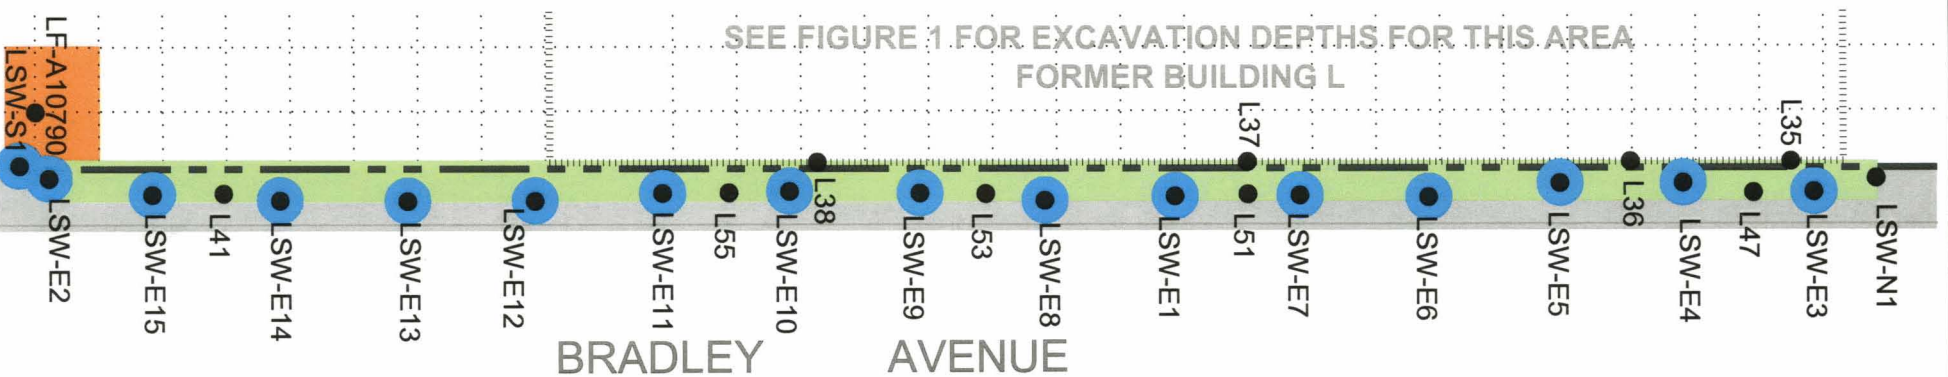 SEE FIGURE 1 FOR EXCAVATION DEPTHS FOR THIS AREA
FORMER BUILDING L
LF-A10790
LSW-S1
L37
L35
LSW-E2
LSW-E15
L41
LSW-E14
LSW-E13
LSW-E12
LSW-E11
L55
LSW-E10
L38
LSW-E9
L53
LSW-E8
LSW-E1
L51
LSW-E7
LSW-E6
LSW-E5
L36
LSW-E4
L47
LSW-E3
LSW-N1
BRADLEY AVENUE